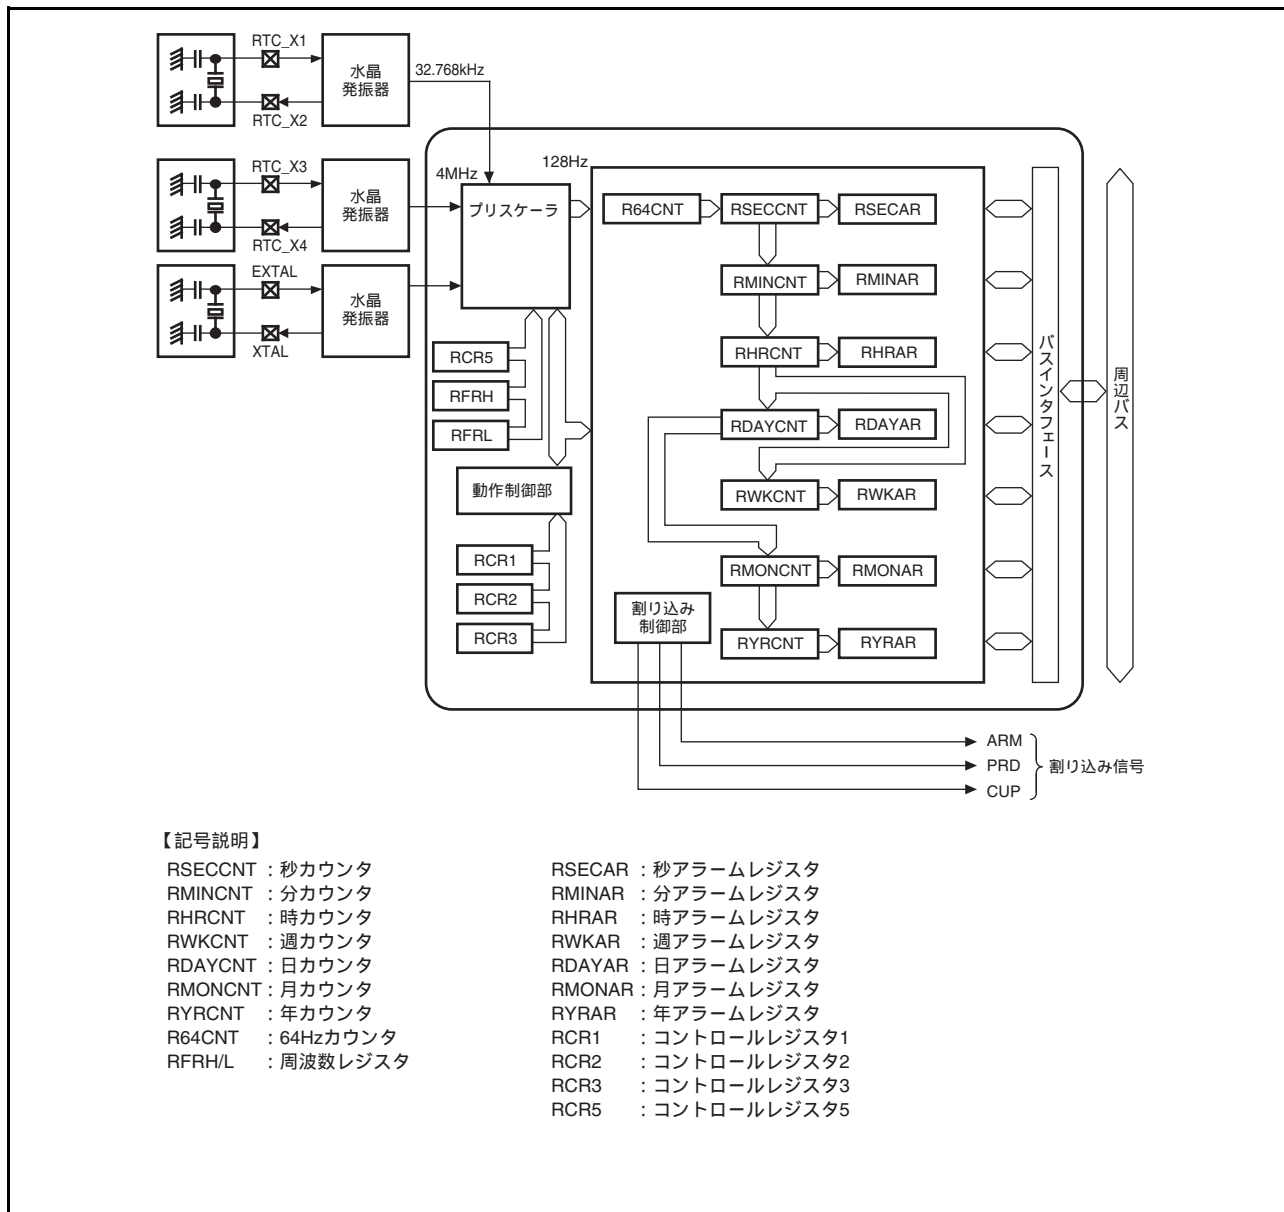 RTC_X1
水晶
発振器
32.768kHz
RTC_X2
RTC_X3
水晶
発振器
RTC_X4
EXTAL
水晶
発振器
XTAL
4MHz
128Hz
プリスケーラ
R64CNT
RSECCNT
RSECAR
RMINCNT
RMINAR
RCR5
RHRCNT
RHRAR
RFRH
RFRL
RDAYCNT
RDAYAR
動作制御部
RWKCNT
RWKAR
RCR1
RMONCNT
RMONAR
RCR2
割り込み
制御部
RCR3
RYRCNT
RYRAR
バスインタフェース
周辺バス
ARM
PRD
CUP
割り込み信号
【記号説明】
RSECCNT : 秒カウンタ
RMINCNT : 分カウンタ
RHRCNT : 時カウンタ
RWKCNT : 週カウンタ
RDAYCNT : 日カウンタ
RMONCNT : 月カウンタ
RYRCNT : 年カウンタ
R64CNT : 64Hzカウンタ
RFRH/L : 周波数レジスタ
RSECAR : 秒アラームレジスタ
RMINAR : 分アラームレジスタ
RHRAR : 時アラームレジスタ
RWKAR : 週アラームレジスタ
RDAYAR : 日アラームレジスタ
RMONAR : 月アラームレジスタ
RYRAR : 年アラームレジスタ
RCR1 : コントロールレジスタ1
RCR2 : コントロールレジスタ2
RCR3 : コントロールレジスタ3
RCR5 : コントロールレジスタ5